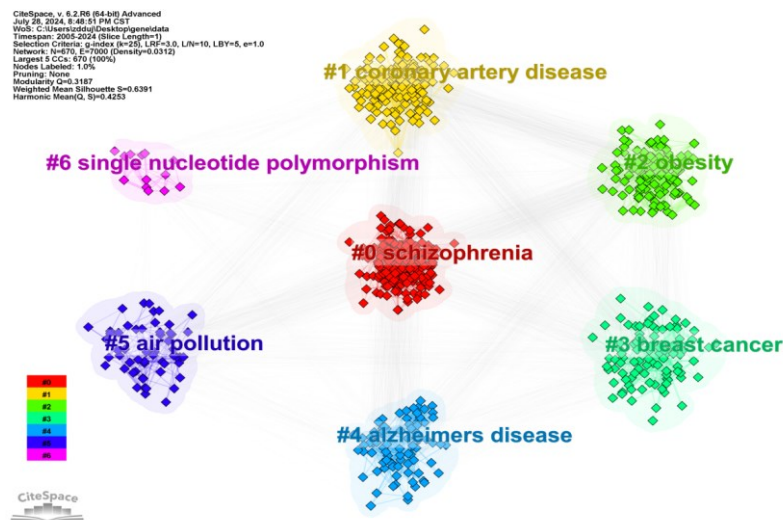 CiteSpace, v. 6.2.R6 (64-bit) Advanced
July 28, 2024, 8:48:51 PM CST
WoS: C:\Users\zdduj\Desktop\gene\data
Timespan: 2005-2024 (Slice Length=1)
Selection Criteria: g-index (k=25), LRF=3.0, L/N=10, LBY=5, e=1.0
Network: N=670, E=7000 (Density=0.0312)
Largest 5 CCs: 670 (100%)
Nodes Labeled: 1.0%
Pruning: None
Modularity Q=0.3187
Weighted Mean Silhouette S=0.6391
Harmonic Mean(Q, S)=0.4253
#1 coronary artery disease
#6 single nucleotide polymorphism
#2 obesity
#0 schizophrenia
#5 air pollution
#3 breast cancer
#4 alzheimers disease
#0
#1
#2
#3
#4
#5
#6
CiteSpace